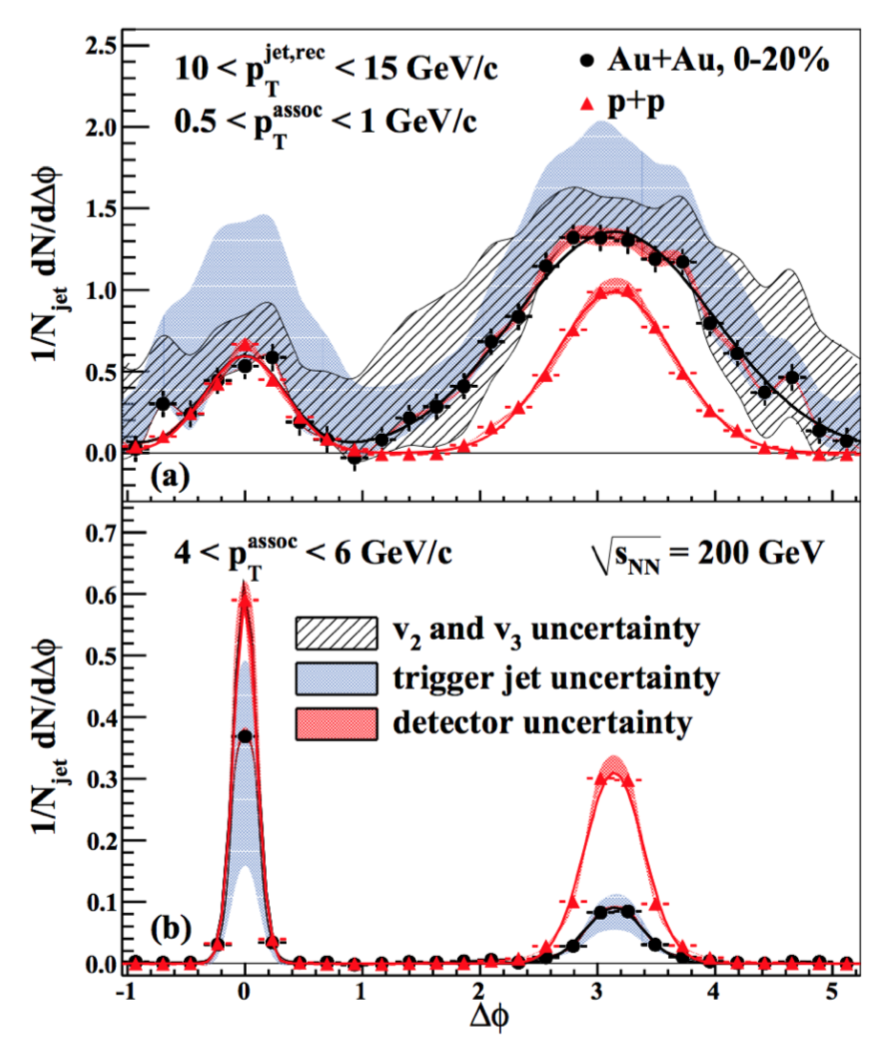 10 < p_T^jet,rec < 15 GeV/c
0.5 < p_T^assoc < 1 GeV/c
Au+Au, 0-20%
p+p
1/N_jet dN/dΔϕ
2.5
2.0
1.5
1.0
0.5
0.0
(a)
4 < p_T^assoc < 6 GeV/c
√s_NN = 200 GeV
v_2 and v_3 uncertainty
trigger jet uncertainty
detector uncertainty
1/N_jet dN/dΔϕ
0.7
0.6
0.5
0.4
0.3
0.2
0.1
0.0
(b)
-1 0 1 2 3 4 5
Δϕ